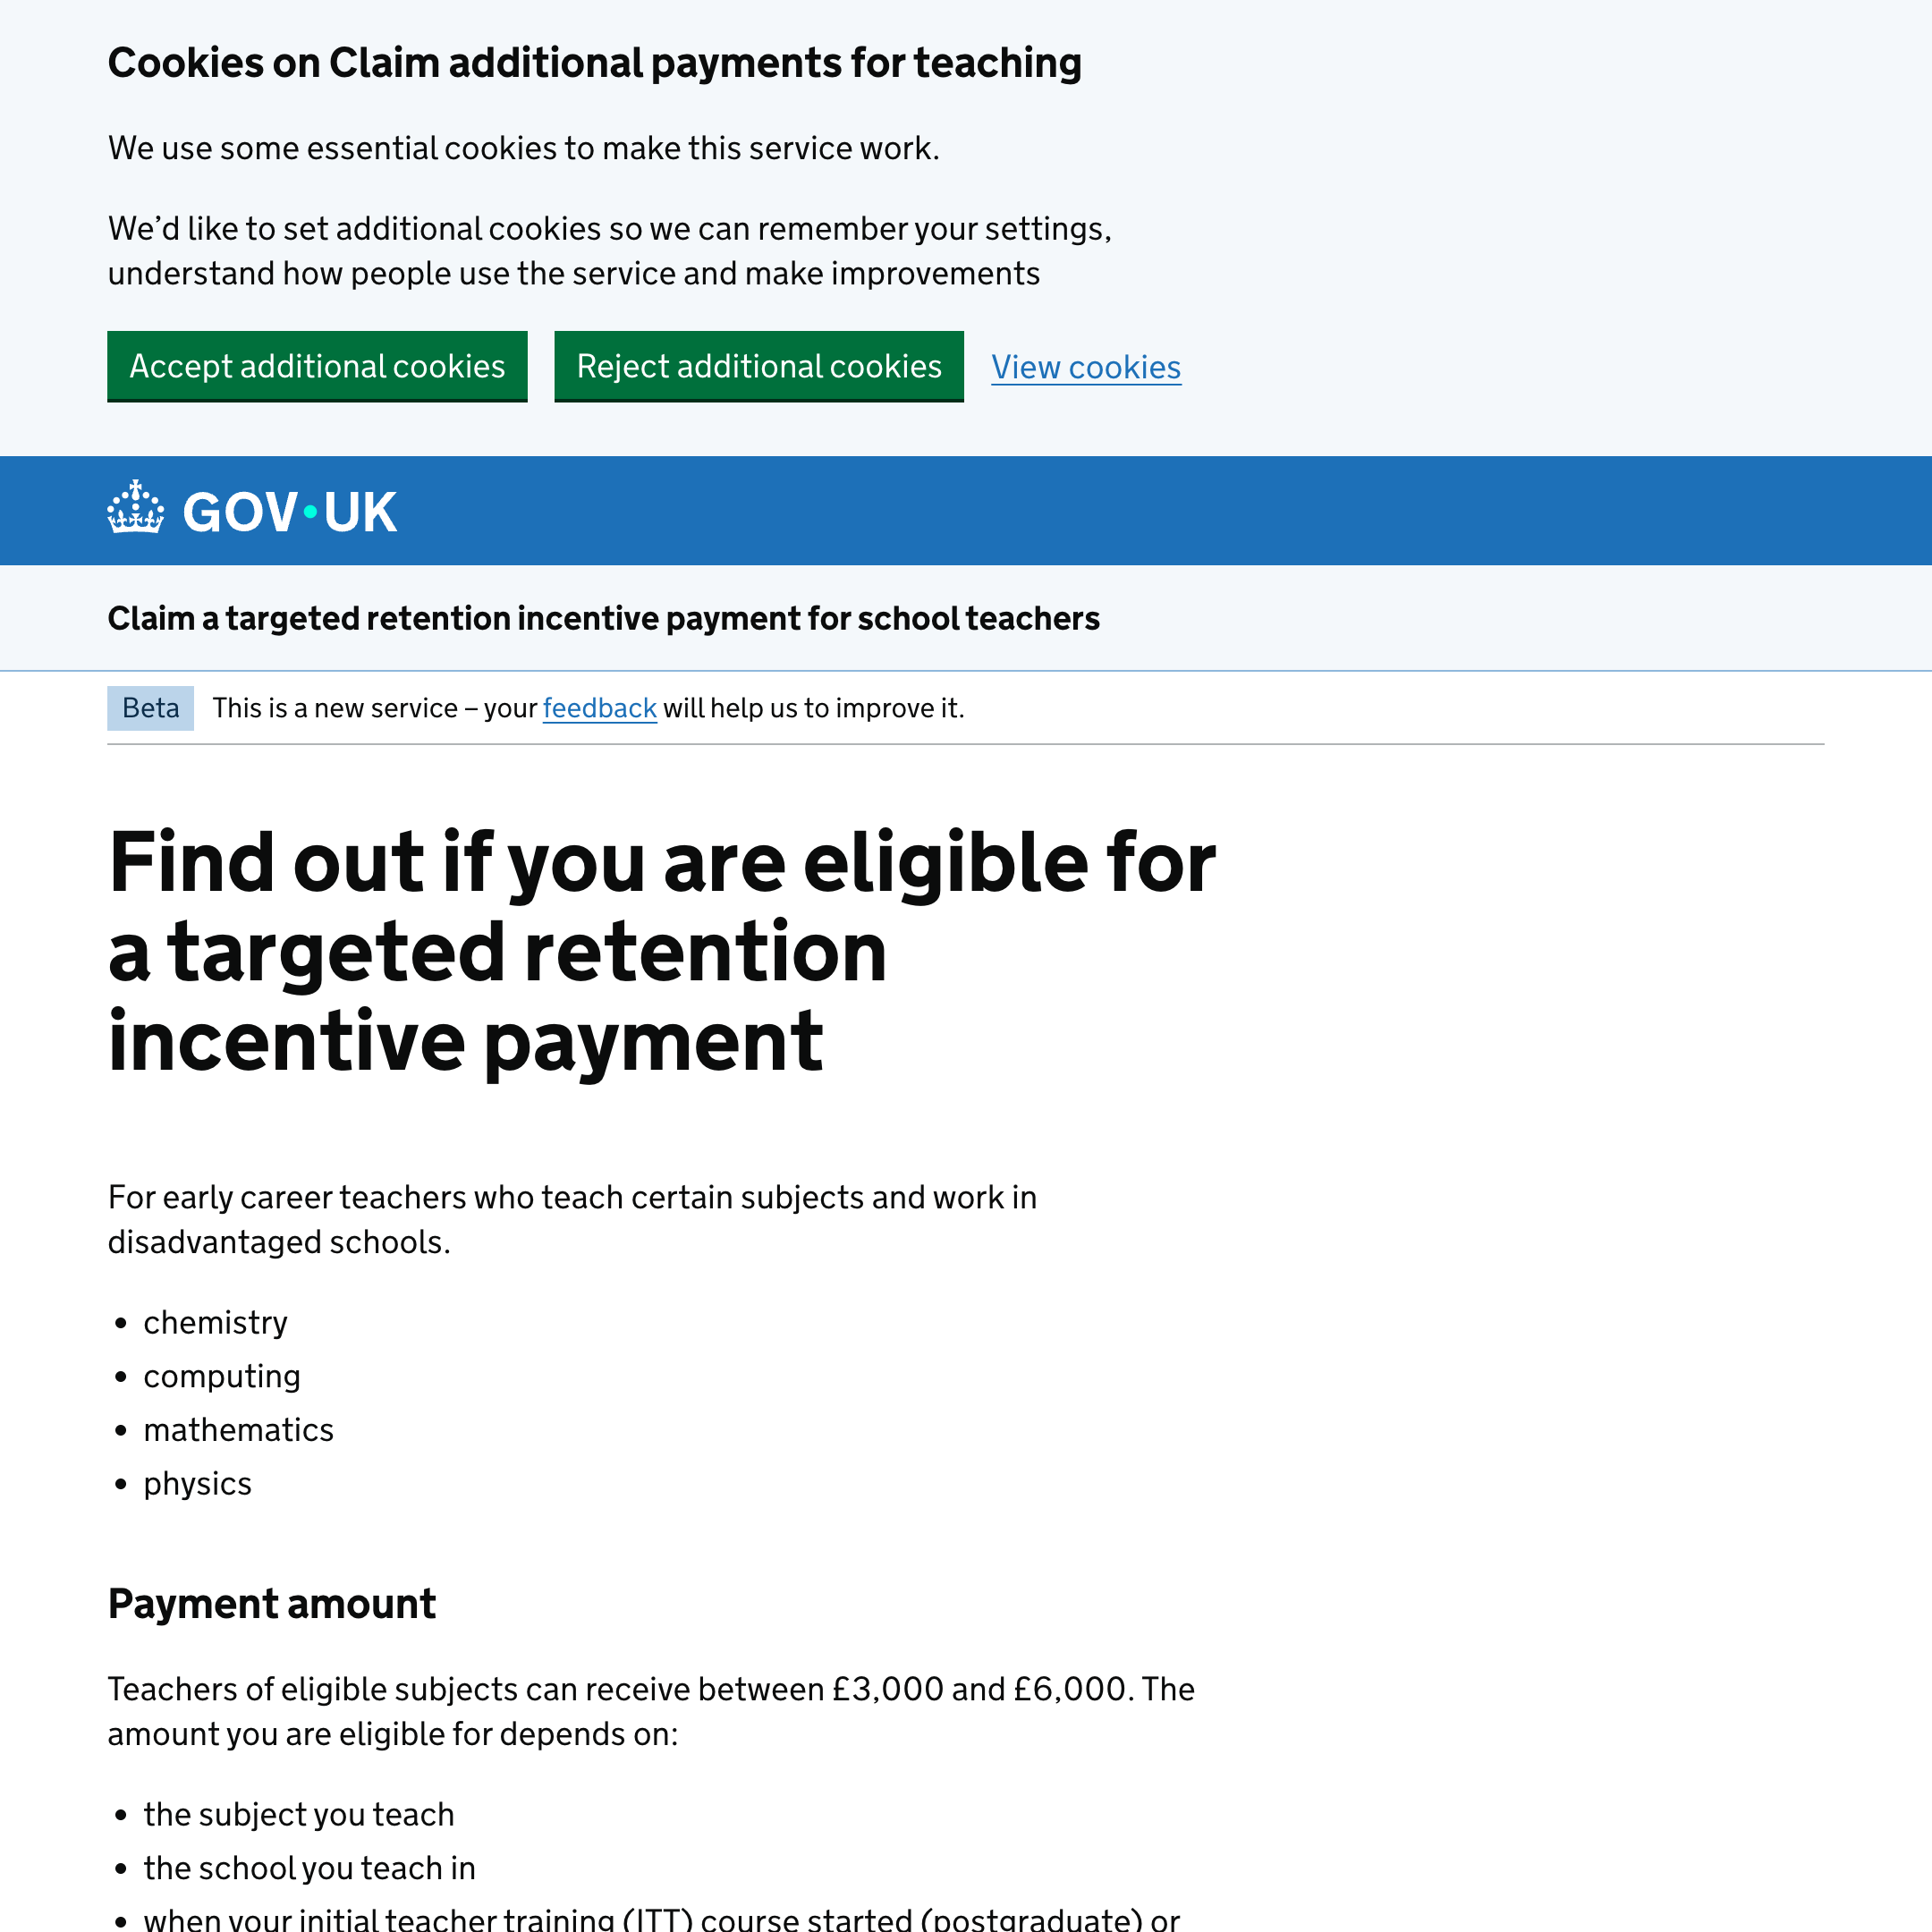 Cookies on Claim additional payments for teaching
We use some essential cookies to make this service work.
We’d like to set additional cookies so we can remember your settings,
understand how people use the service and make improvements
Accept additional cookies
Reject additional cookies
View cookies
GOV·UK
Claim a targeted retention incentive payment for school teachers
Beta
This is a new service – your feedback will help us to improve it.
Find out if you are eligible for
a targeted retention
incentive payment
For early career teachers who teach certain subjects and work in
disadvantaged schools.
• chemistry
• computing
• mathematics
• physics
Payment amount
Teachers of eligible subjects can receive between £3,000 and £6,000. The
amount you are eligible for depends on:
• the subject you teach
• the school you teach in
• when your initial teacher training (ITT) course started (postgraduate) or